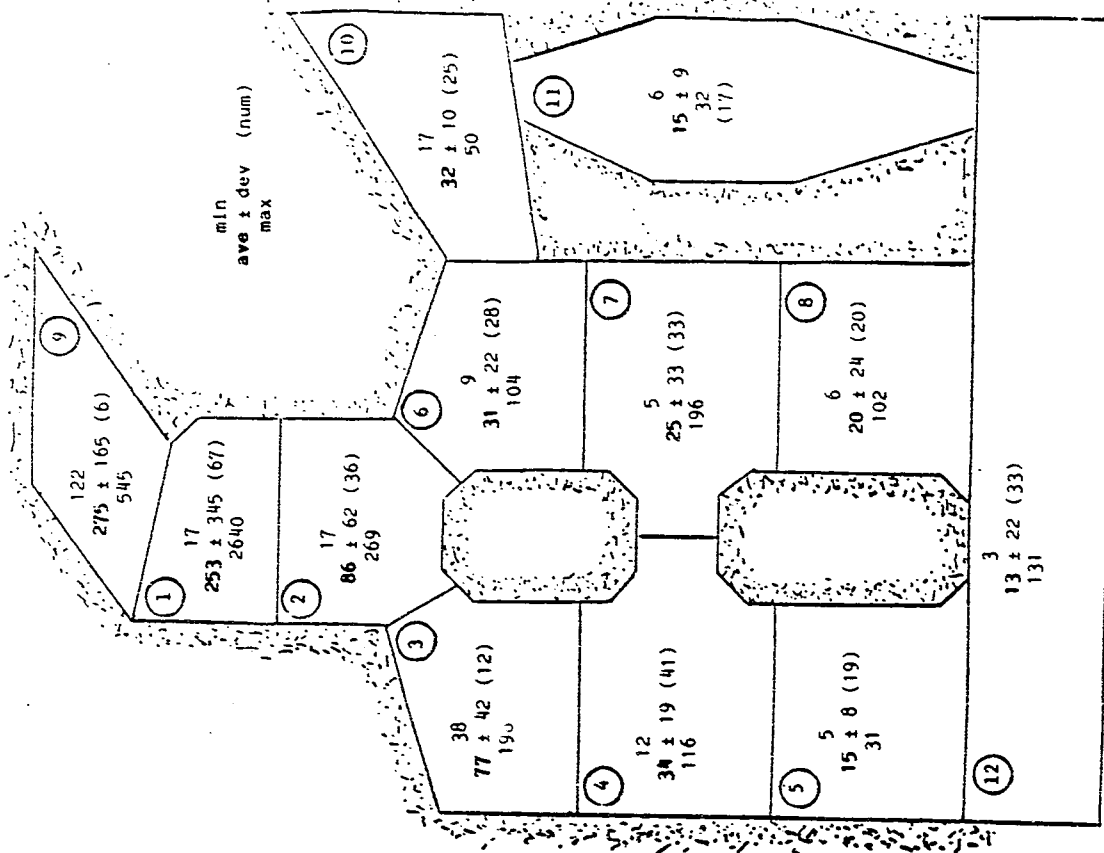 min
ave ± dev (num)
max
9
122
275 ± 165 (6)
545
1
17
253 ± 345 (67)
2640
2
17
86 ± 62 (36)
269
3
38
77 ± 42 (12)
4
12
34 ± 19 (41)
116
5
5
15 ± 8 (19)
31
6
9
31 ± 22 (28)
104
7
5
25 ± 33 (33)
196
8
6
20 ± 24 (20)
102
10
17
32 ± 10 (25)
50
11
6
15 ± 9
32
(17)
12
3
13 ± 22 (33)
131